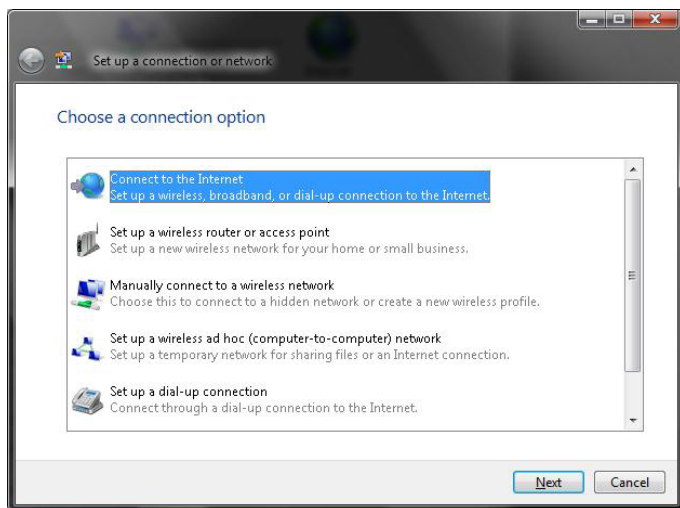 Set up a connection or network
Choose a connection option
Connect to the Internet
Set up a wireless, broadband, or dial-up connection to the Internet.
Set up a wireless router or access point
Set up a new wireless network for your home or small business.
Manually connect to a wireless network
Choose this to connect to a hidden network or create a new wireless profile.
Set up a wireless ad hoc (computer-to-computer) network
Set up a temporary network for sharing files or an Internet connection.
Set up a dial-up connection
Connect through a dial-up connection to the Internet.
Next Cancel